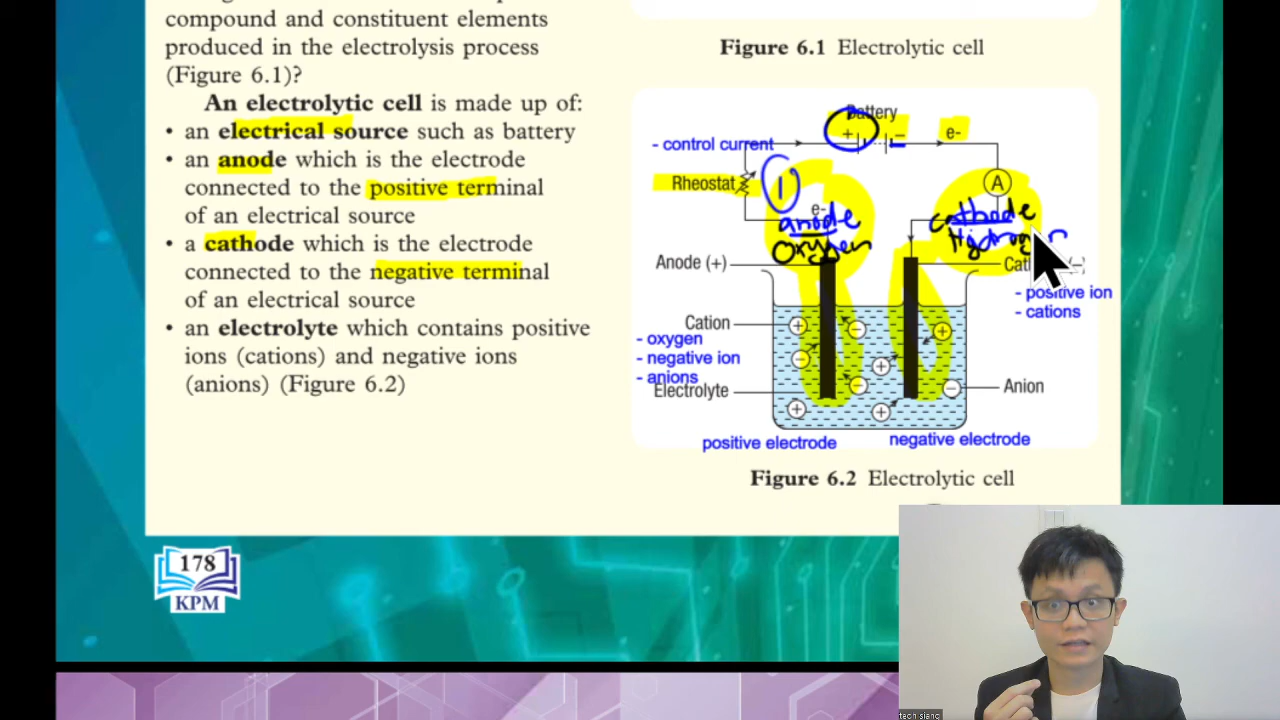 compound and constituent elements
produced in the electrolysis process
(Figure 6.1)?
An electrolytic cell is made up of:
• an electrical source such as battery
• an anode which is the electrode
connected to the positive terminal
of an electrical source
• a cathode which is the electrode
connected to the negative terminal
of an electrical source
• an electrolyte which contains positive
ions (cations) and negative ions
(anions) (Figure 6.2)
178
KPM
Figure 6.1 Electrolytic cell
Battery
+ − e-
- control current
Rheostat
1
A
e-
anode
Oxygen
cathode
Hydrogen
Anode (+)
- positive ion
- cations
Cation
- oxygen
- negative ion
- anions
Electrolyte
Anion
positive electrode
negative electrode
Figure 6.2 Electrolytic cell
tech siang